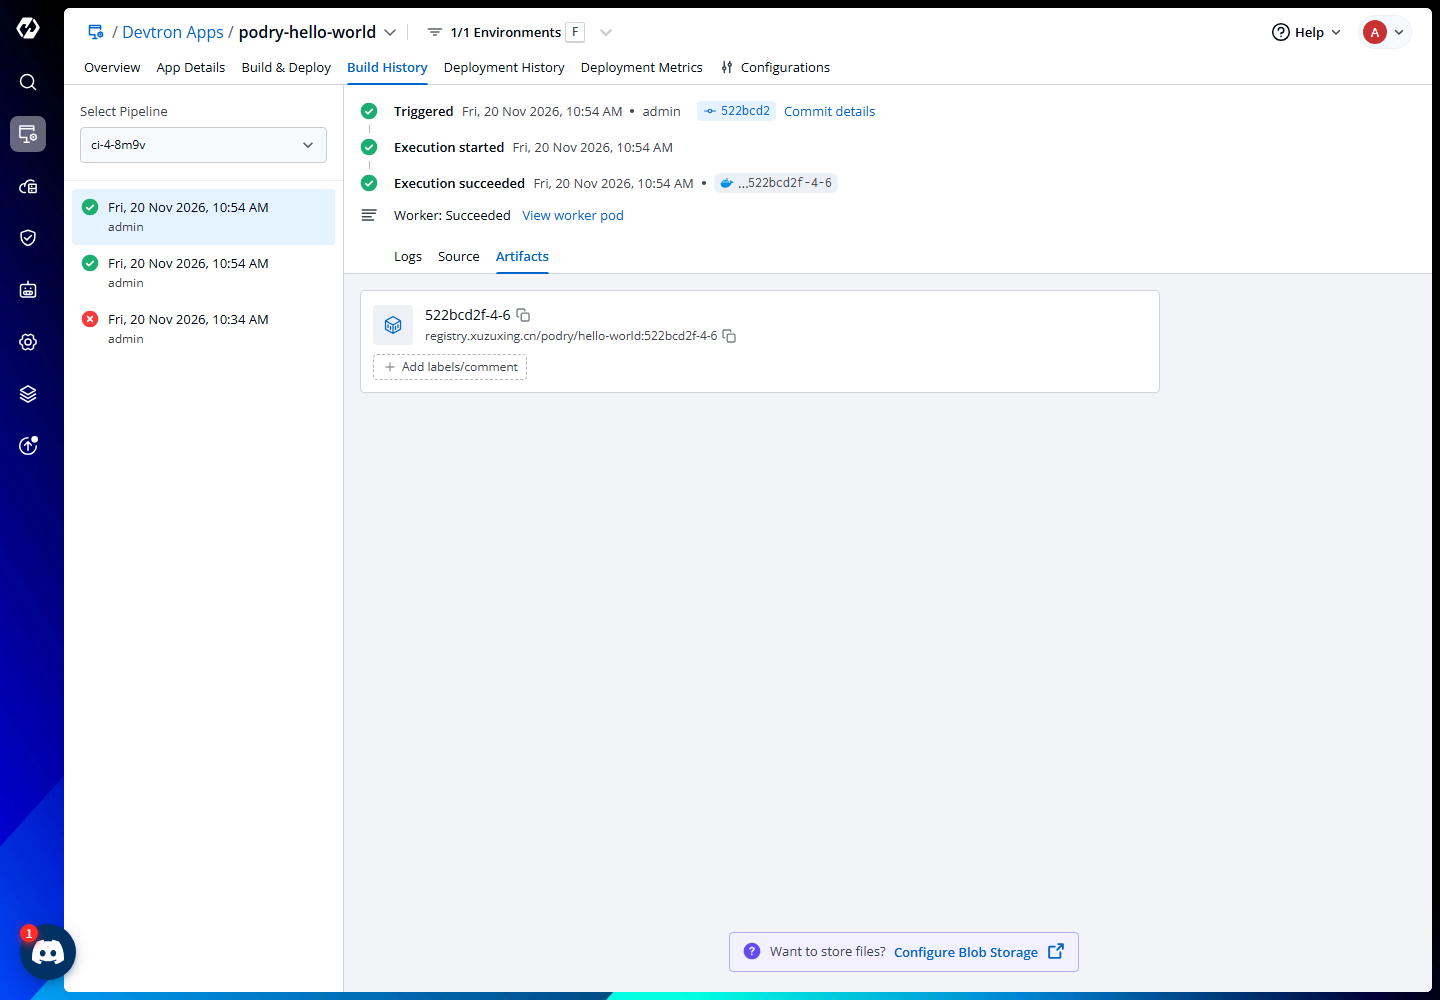 / Devtron Apps / podry-hello-world
1/1 Environments F
Help
A
Overview
App Details
Build & Deploy
Build History
Deployment History
Deployment Metrics
Configurations
Select Pipeline
ci-4-8m9v
Fri, 20 Nov 2026, 10:54 AM
admin
Fri, 20 Nov 2026, 10:54 AM
admin
Fri, 20 Nov 2026, 10:34 AM
admin
Triggered Fri, 20 Nov 2026, 10:54 AM • admin 522bcd2 Commit details
Execution started Fri, 20 Nov 2026, 10:54 AM
Execution succeeded Fri, 20 Nov 2026, 10:54 AM • ...522bcd2f-4-6
Worker: Succeeded View worker pod
Logs
Source
Artifacts
522bcd2f-4-6
registry.xuzuxing.cn/podry/hello-world:522bcd2f-4-6
Add labels/comment
? Want to store files? Configure Blob Storage
1